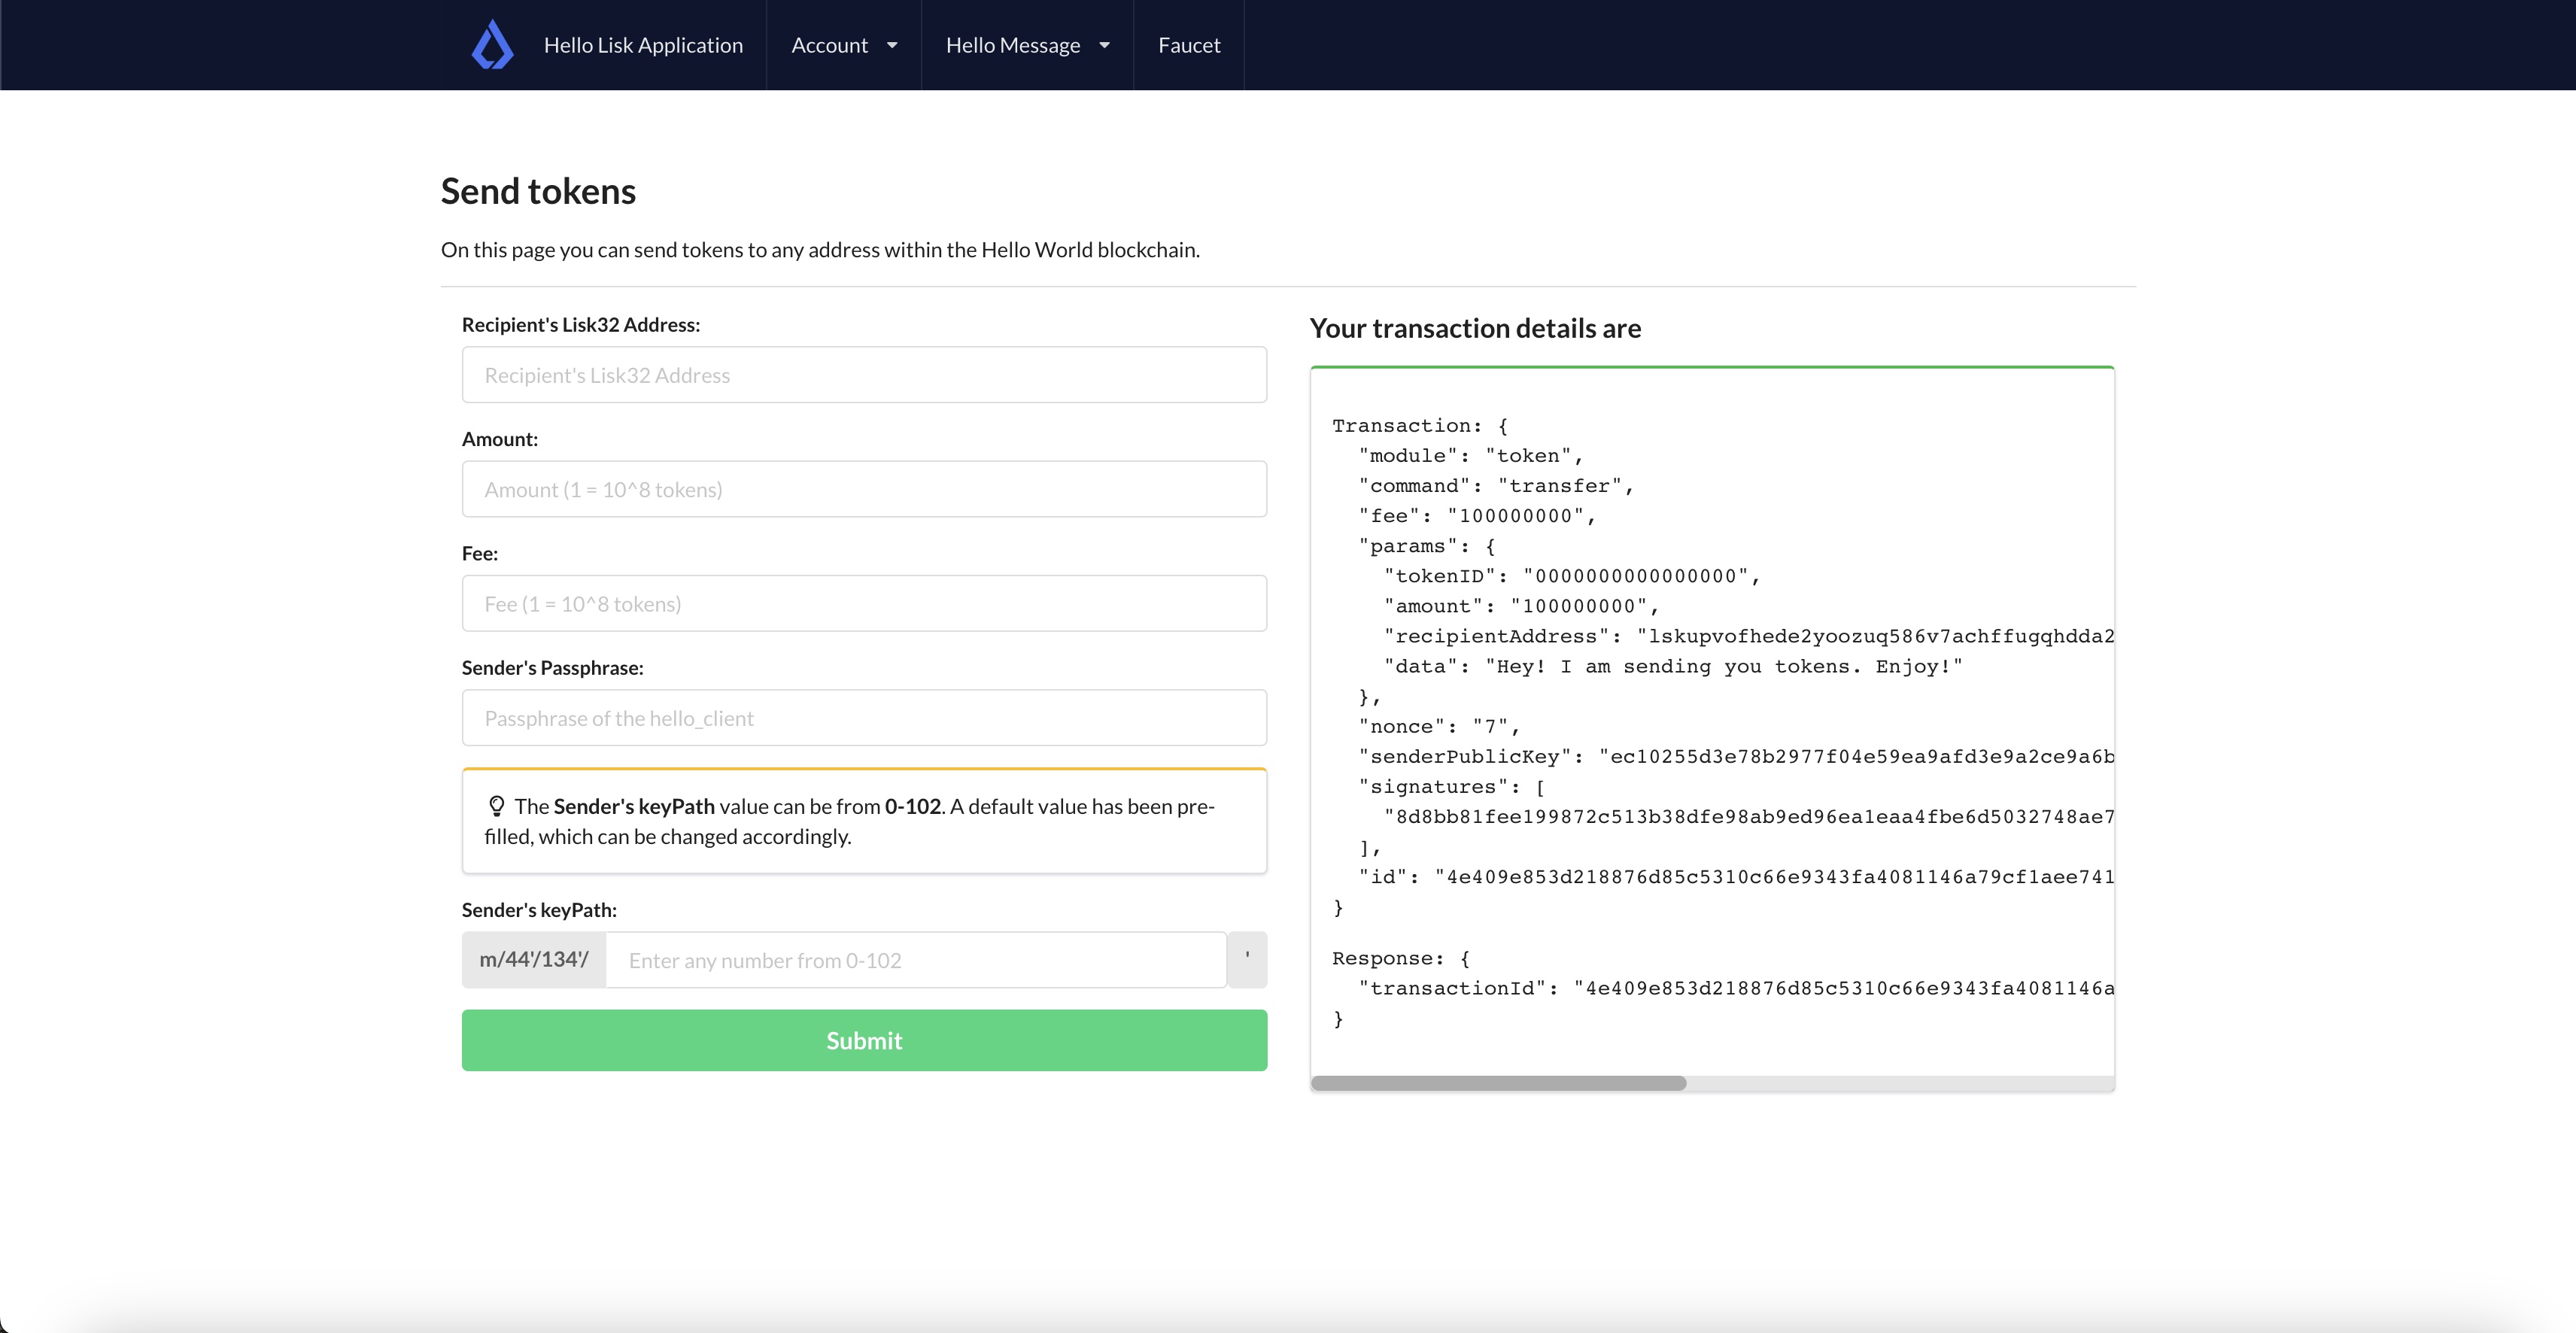 Hello Lisk Application
Account
Hello Message
Faucet
Send tokens
On this page you can send tokens to any address within the Hello World blockchain.
Recipient's Lisk32 Address:
Recipient's Lisk32 Address
Amount:
Amount (1 = 10^8 tokens)
Fee:
Fee (1 = 10^8 tokens)
Sender's Passphrase:
Passphrase of the hello_client
The Sender's keyPath value can be from 0-102. A default value has been pre-
filled, which can be changed accordingly.
Sender's keyPath:
m/44'/134'/ Enter any number from 0-102 '
Submit
Your transaction details are
Transaction: {
"module": "token",
"command": "transfer",
"fee": "100000000",
"params": {
"tokenID": "0000000000000000",
"amount": "100000000",
"recipientAddress": "lskupvofhede2yoozuq586v7achffugqhdda2
"data": "Hey! I am sending you tokens. Enjoy!"
},
"nonce": "7",
"senderPublicKey": "ec10255d3e78b2977f04e59ea9afd3e9a2ce9a6b
"signatures": [
"8d8bb81fee199872c513b38dfe98ab9ed96ea1eaa4fbe6d5032748ae7
],
"id": "4e409e853d218876d85c5310c66e9343fa4081146a79cf1aee741
}
Response: {
"transactionId": "4e409e853d218876d85c5310c66e9343fa4081146a
}